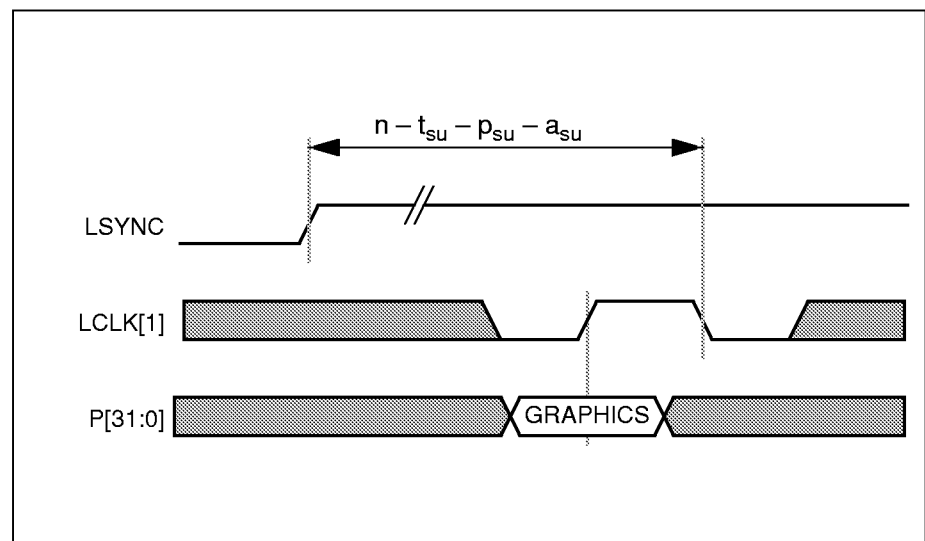 n – tsu – psu – asu
LSYNC
LCLK[1]
P[31:0]
GRAPHICS